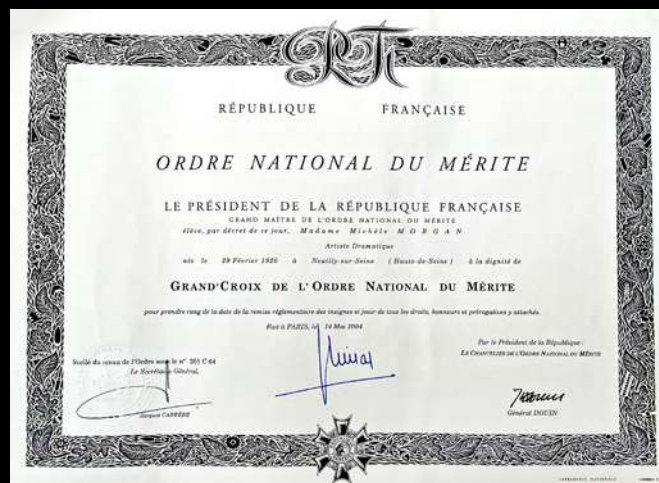 RF
RÉPUBLIQUE FRANÇAISE
ORDRE NATIONAL DU MÉRITE
LE PRÉSIDENT DE LA RÉPUBLIQUE FRANÇAISE
GRAND MAÎTRE DE L'ORDRE NATIONAL DU MÉRITE
élève, par décret de ce jour, Madame Michèle MORGAN
Artiste Dramatique
née le 29 Février 1920 à Neuilly-sur-Seine (Hauts-de-Seine) à la dignité de
GRAND'CROIX DE L'ORDRE NATIONAL DU MÉRITE
pour prendre rang de la date de la remise réglementaire des insignes et jouir de tous les droits, honneurs et prérogatives y attachés.
Fait à PARIS, le 14 Mai 2004
Scellé du sceau de l'Ordre sous le n° 201 C 64
Le Secrétaire Général,
Jacques CARRÈRE
Par le Président de la République:
LE CHANCELIER DE L'ORDRE NATIONAL DU MÉRITE
Général DOUIN
IMPRIMERIE NATIONALE